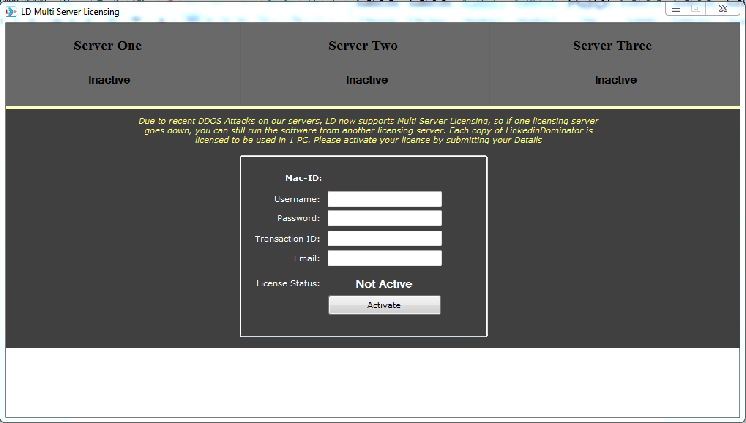 LD Multi Server Licensing
Server One
Server Two
Server Three
Inactive
Inactive
Inactive
Due to recent DDOS Attacks on our servers, LD now supports Multi Server Licensing, so if one licensing server
goes down, you can still run the software from another licensing server. Each copy of LinkedinDominator is
licensed to be used in 1 PC. Please activate your license by submitting your Details
Mac-ID:
Username:
Password:
Transaction ID:
Email:
License Status: Not Active
Activate